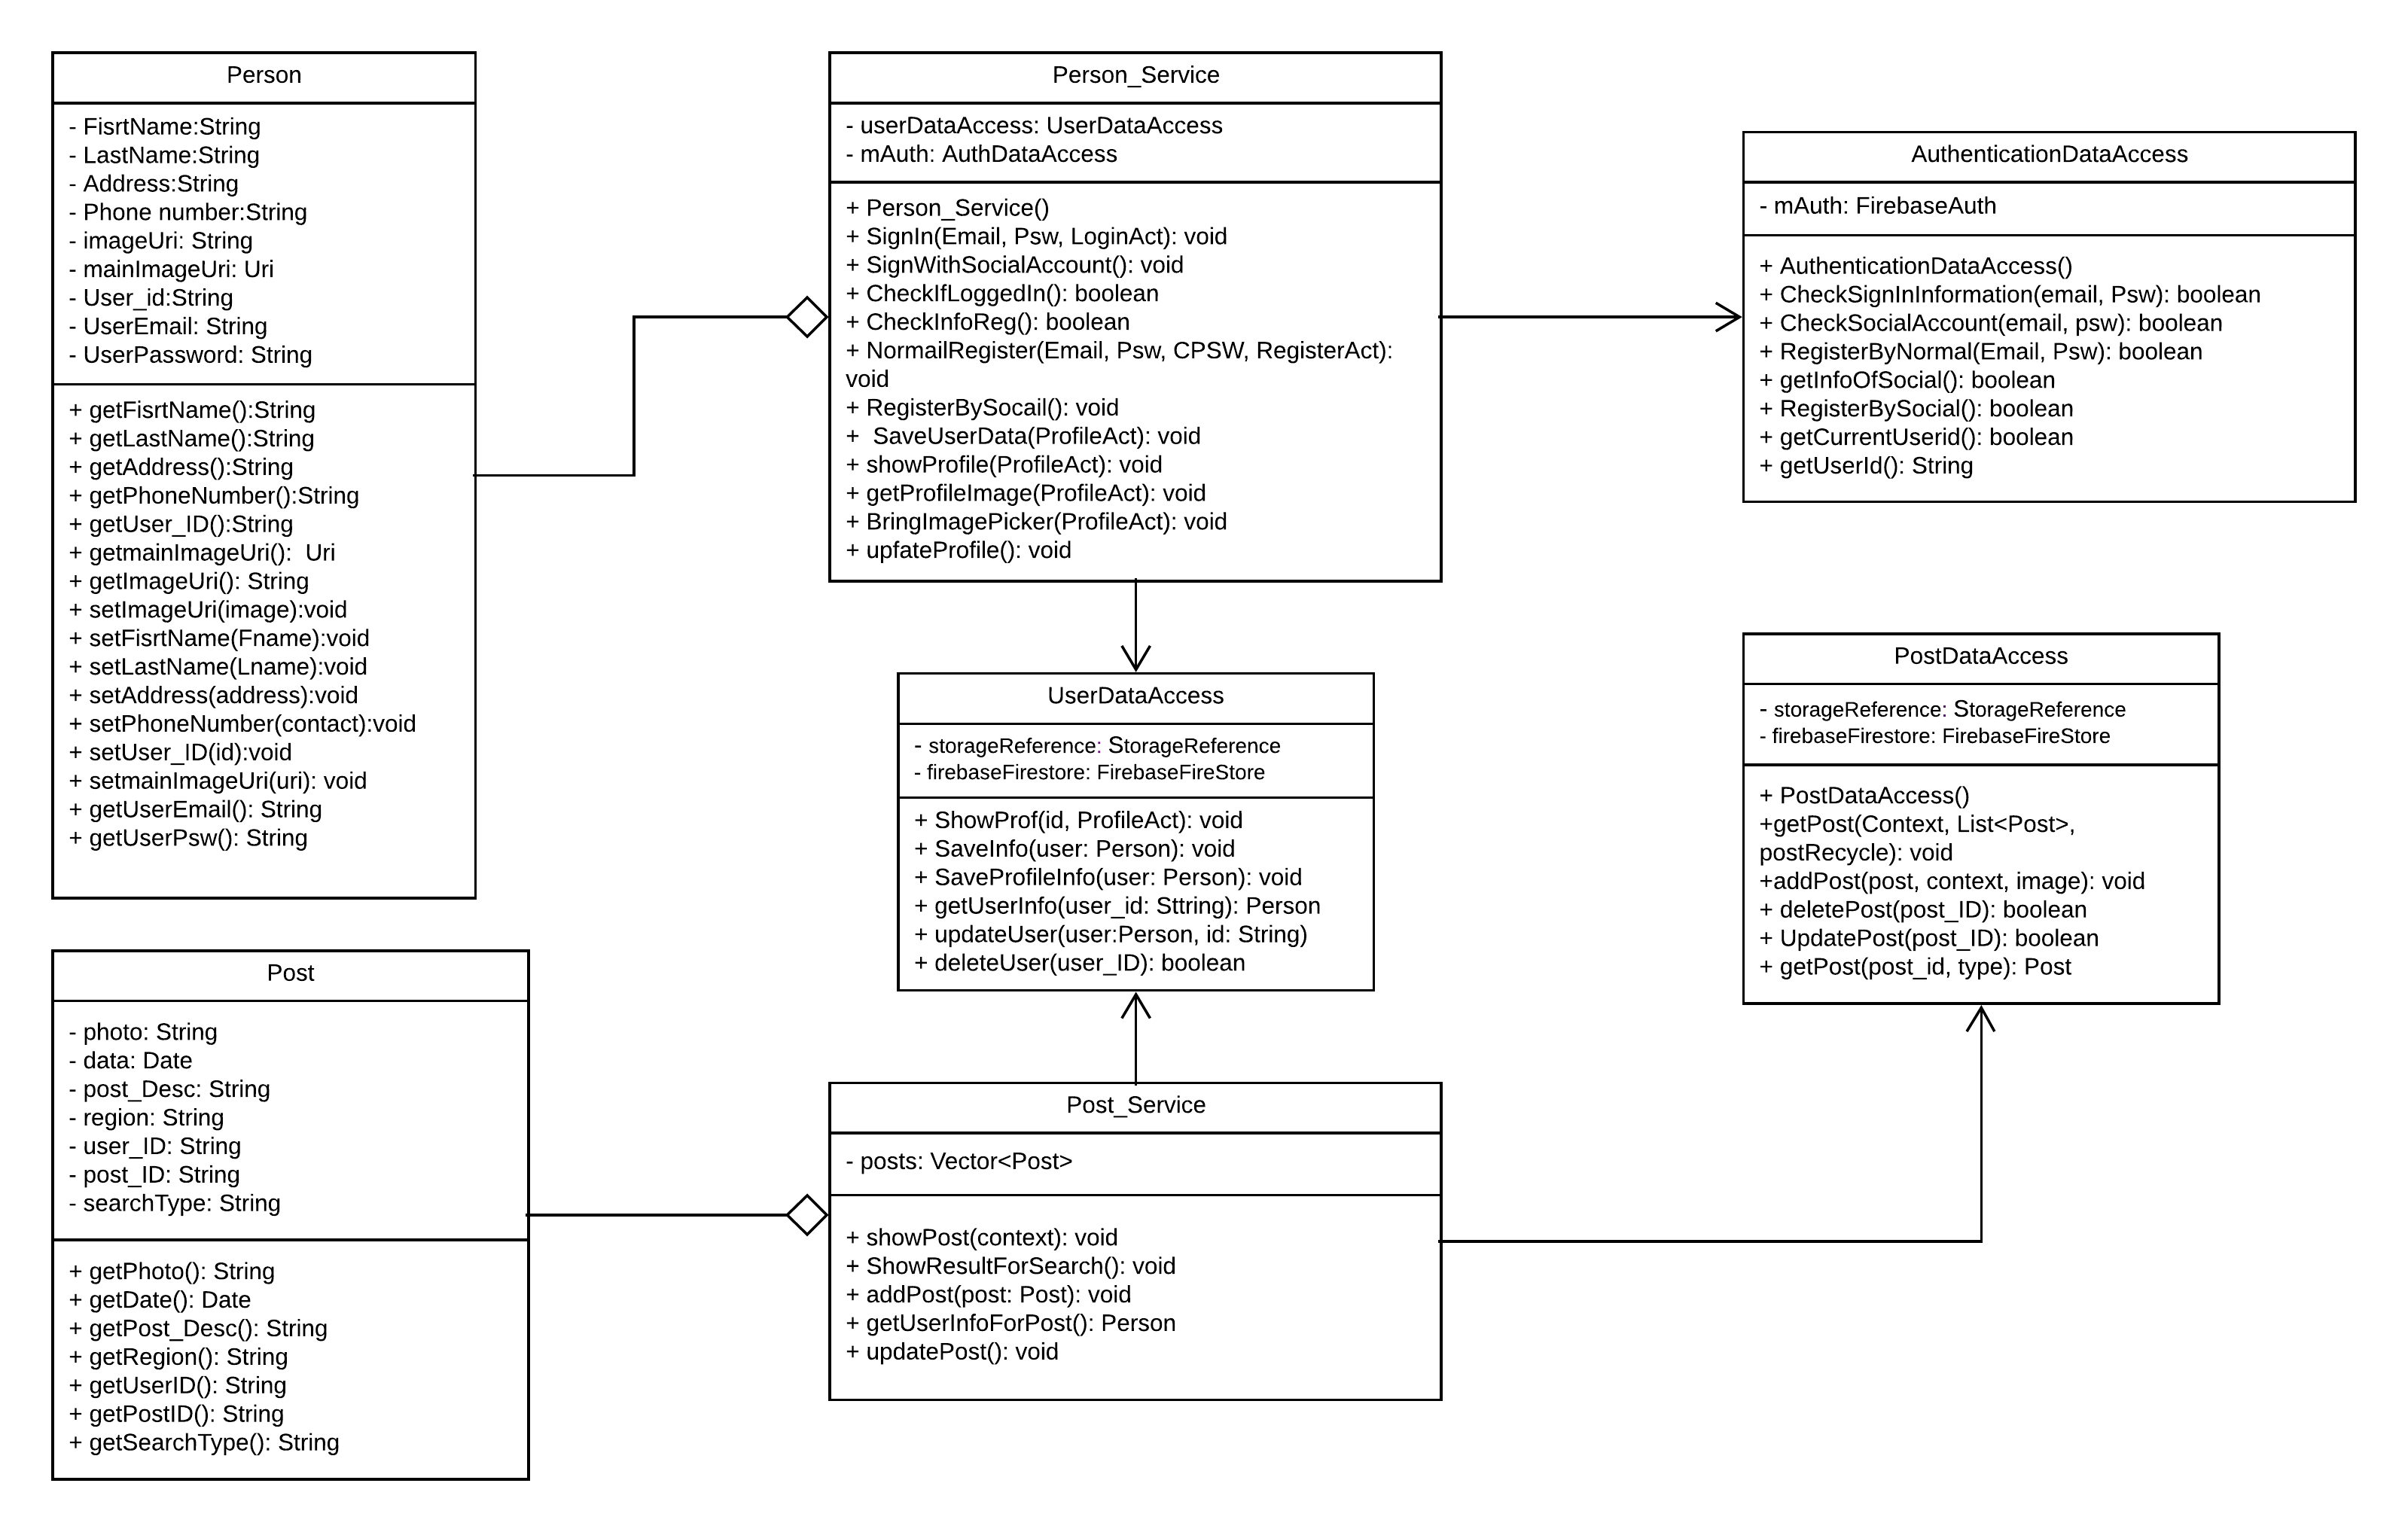 Person
- FisrtName:String
- LastName:String
- Address:String
- Phone number:String
- imageUri: String
- mainImageUri: Uri
- User_id:String
- UserEmail: String
- UserPassword: String
+ getFisrtName():String
+ getLastName():String
+ getAddress():String
+ getPhoneNumber():String
+ getUser_ID():String
+ getmainImageUri():  Uri
+ getImageUri(): String
+ setImageUri(image):void
+ setFisrtName(Fname):void
+ setLastName(Lname):void
+ setAddress(address):void
+ setPhoneNumber(contact):void
+ setUser_ID(id):void
+ setmainImageUri(uri): void
+ getUserEmail(): String
+ getUserPsw(): String
Person_Service
- userDataAccess: UserDataAccess
- mAuth: AuthDataAccess
+ Person_Service()
+ SignIn(Email, Psw, LoginAct): void
+ SignWithSocialAccount(): void
+ CheckIfLoggedIn(): boolean
+ CheckInfoReg(): boolean
+ NormailRegister(Email, Psw, CPSW, RegisterAct):
void
+ RegisterBySocail(): void
+  SaveUserData(ProfileAct): void
+ showProfile(ProfileAct): void
+ getProfileImage(ProfileAct): void
+ BringImagePicker(ProfileAct): void
+ upfateProfile(): void
AuthenticationDataAccess
- mAuth: FirebaseAuth
+ AuthenticationDataAccess()
+ CheckSignInInformation(email, Psw): boolean
+ CheckSocialAccount(email, psw): boolean
+ RegisterByNormal(Email, Psw): boolean
+ getInfoOfSocial(): boolean
+ RegisterBySocial(): boolean
+ getCurrentUserid(): boolean
+ getUserId(): String
UserDataAccess
- storageReference: StorageReference
- firebaseFirestore: FirebaseFireStore
+ ShowProf(id, ProfileAct): void
+ SaveInfo(user: Person): void
+ SaveProfileInfo(user: Person): void
+ getUserInfo(user_id: Sttring): Person
+ updateUser(user:Person, id: String)
+ deleteUser(user_ID): boolean
PostDataAccess
- storageReference: StorageReference
- firebaseFirestore: FirebaseFireStore
+ PostDataAccess()
+getPost(Context, List<Post>,
postRecycle): void
+addPost(post, context, image): void
+ deletePost(post_ID): boolean
+ UpdatePost(post_ID): boolean
+ getPost(post_id, type): Post
Post
- photo: String
- data: Date
- post_Desc: String
- region: String
- user_ID: String
- post_ID: String
- searchType: String
+ getPhoto(): String
+ getDate(): Date
+ getPost_Desc(): String
+ getRegion(): String
+ getUserID(): String
+ getPostID(): String
+ getSearchType(): String
Post_Service
- posts: Vector<Post>
+ showPost(context): void
+ ShowResultForSearch(): void
+ addPost(post: Post): void
+ getUserInfoForPost(): Person
+ updatePost(): void